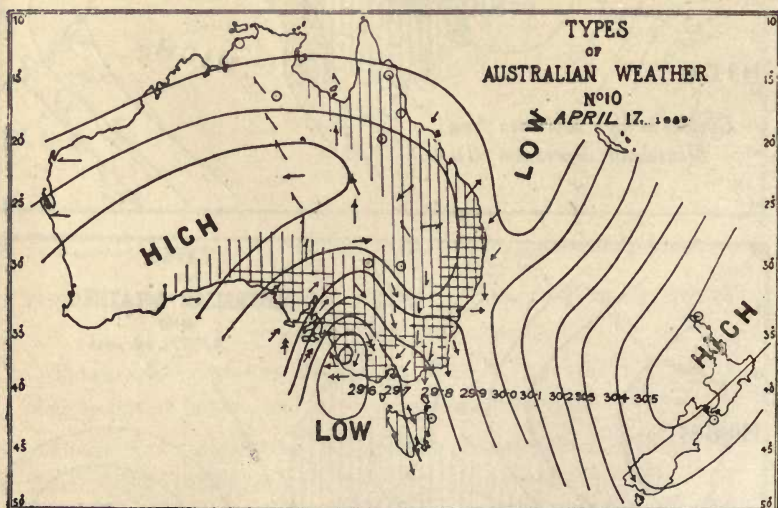 TYPES
OF
AUSTRALIAN WEATHER
Nº10
APRIL 17. 1889
10 10
15 15
20 20
25 25
30 30
35 35
40 40
45 45
50 50
LOW
HIGH
HIGH
29·6 29·7 29·8 29·9 30·0 30·1 30·2 30·3 30·4 30·5
LOW